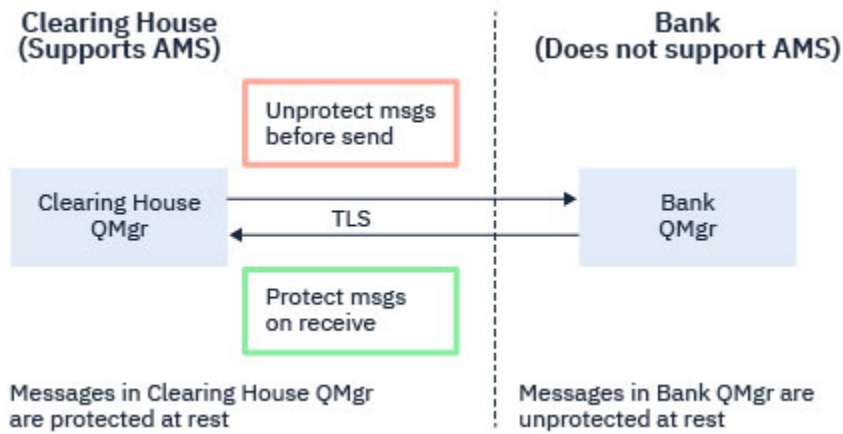 Clearing House
(Supports AMS)
Bank
(Does not support AMS)
Unprotect msgs
before send
Clearing House
QMgr
TLS
Bank
QMgr
Protect msgs
on receive
Messages in Clearing House QMgr
are protected at rest
Messages in Bank QMgr are
unprotected at rest